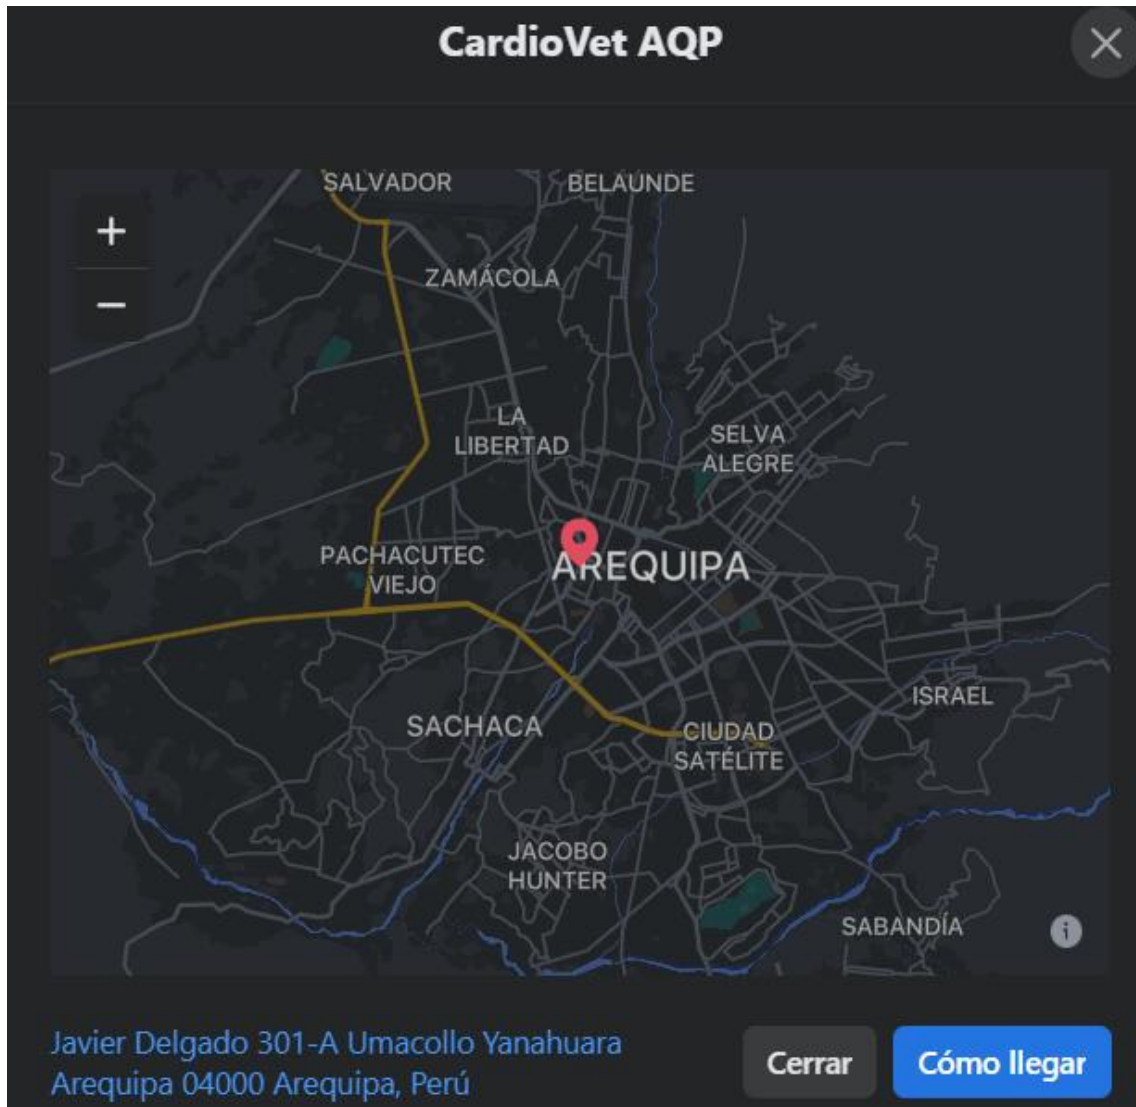 CardioVet AQP
SALVADOR
BELAUNDE
+
ZAMÁCOLA
−
LA
LIBERTAD
SELVA
ALEGRE
PACHACUTEC
VIEJO
AREQUIPA
ISRAEL
SACHACA
CIUDAD
SATÉLITE
JACOBO
HUNTER
SABANDÍA
i
Javier Delgado 301-A Umacollo Yanahuara
Arequipa 04000 Arequipa, Perú
Cerrar
Cómo llegar